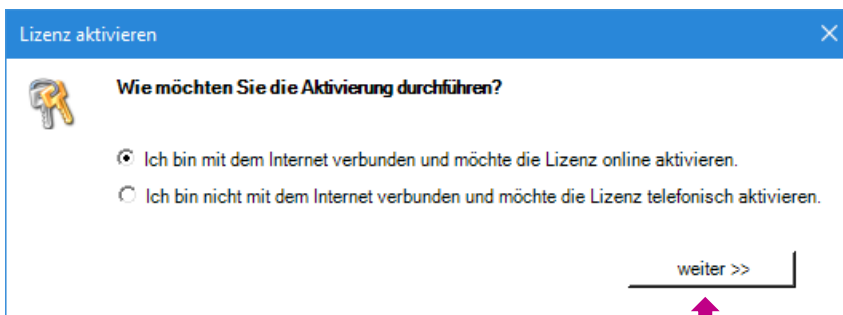 Lizenz aktivieren
Wie möchten Sie die Aktivierung durchführen?
Ich bin mit dem Internet verbunden und möchte die Lizenz online aktivieren.
Ich bin nicht mit dem Internet verbunden und möchte die Lizenz telefonisch aktivieren.
weiter >>